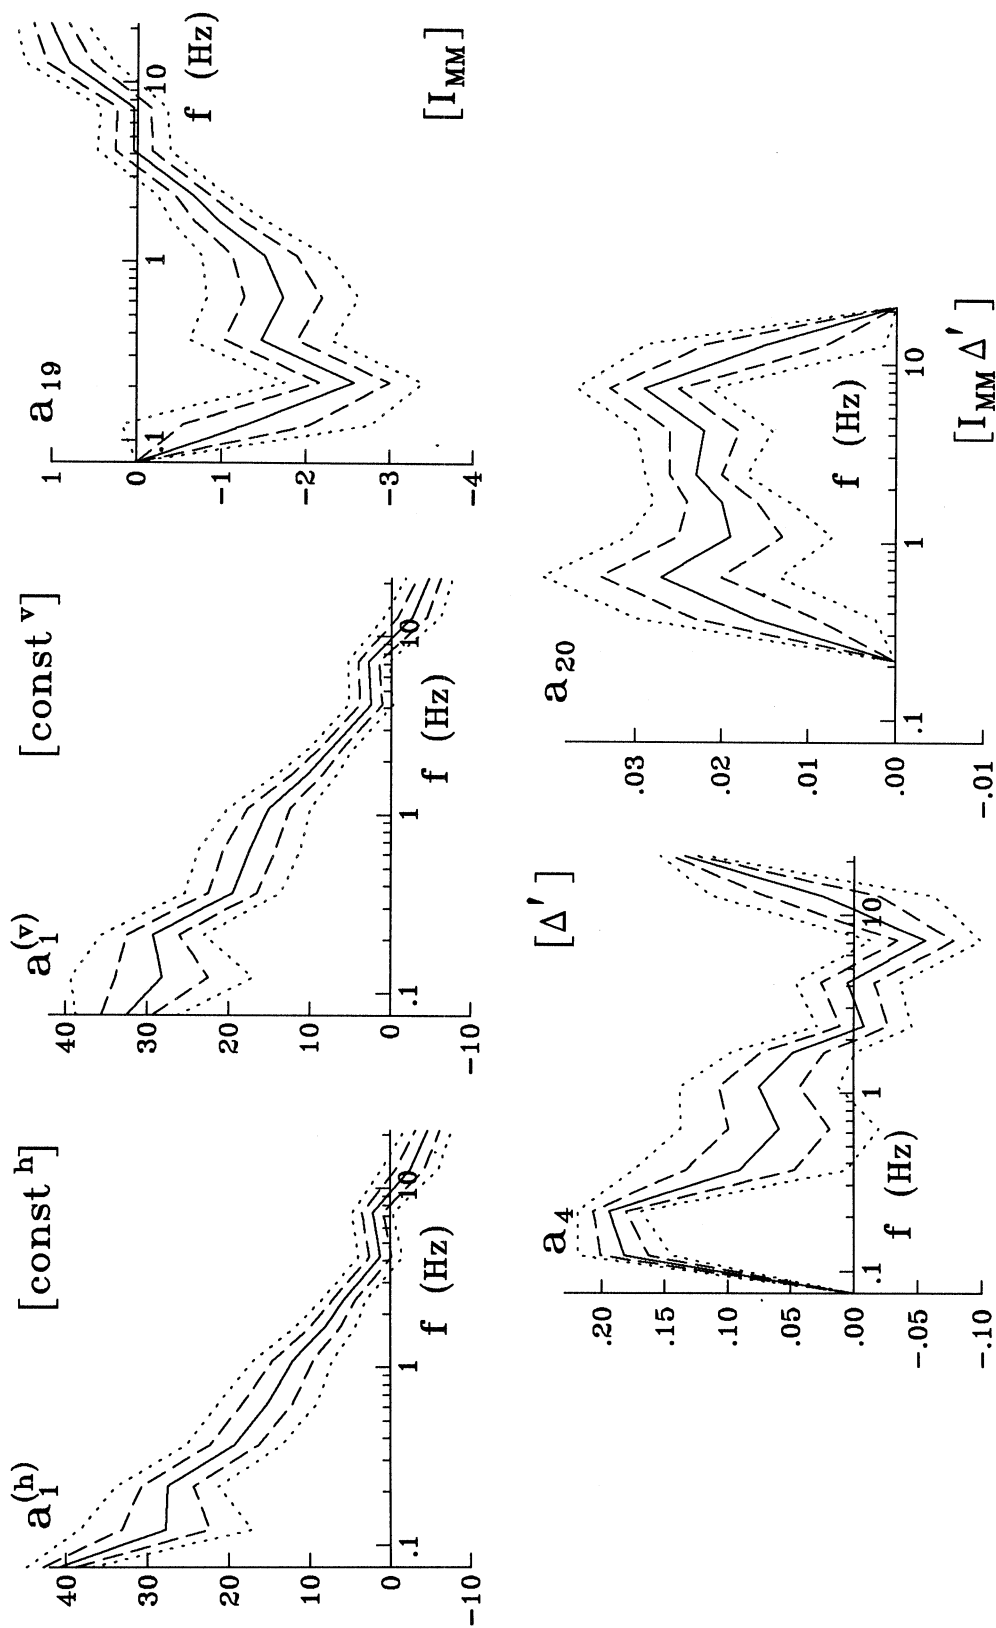 a₁⁽ʰ⁾ [const ʰ]
40
30
20
10
0
-10
.1 1 10
f (Hz)
a₁⁽ᵛ⁾ [const ᵛ]
40
30
20
10
0
-10
.1 1 10
f (Hz)
a₁₉
1
0
-1
-2
-3
-4
.1 1 10
f (Hz)
[I_MM]
a₄ [Δ′]
.20
.15
.10
.05
.00
-.05
-.10
.1 1 10
f (Hz)
a₂₀
.03
.02
.01
.00
-.01
.1 1 10
f (Hz)
[I_MM Δ′]